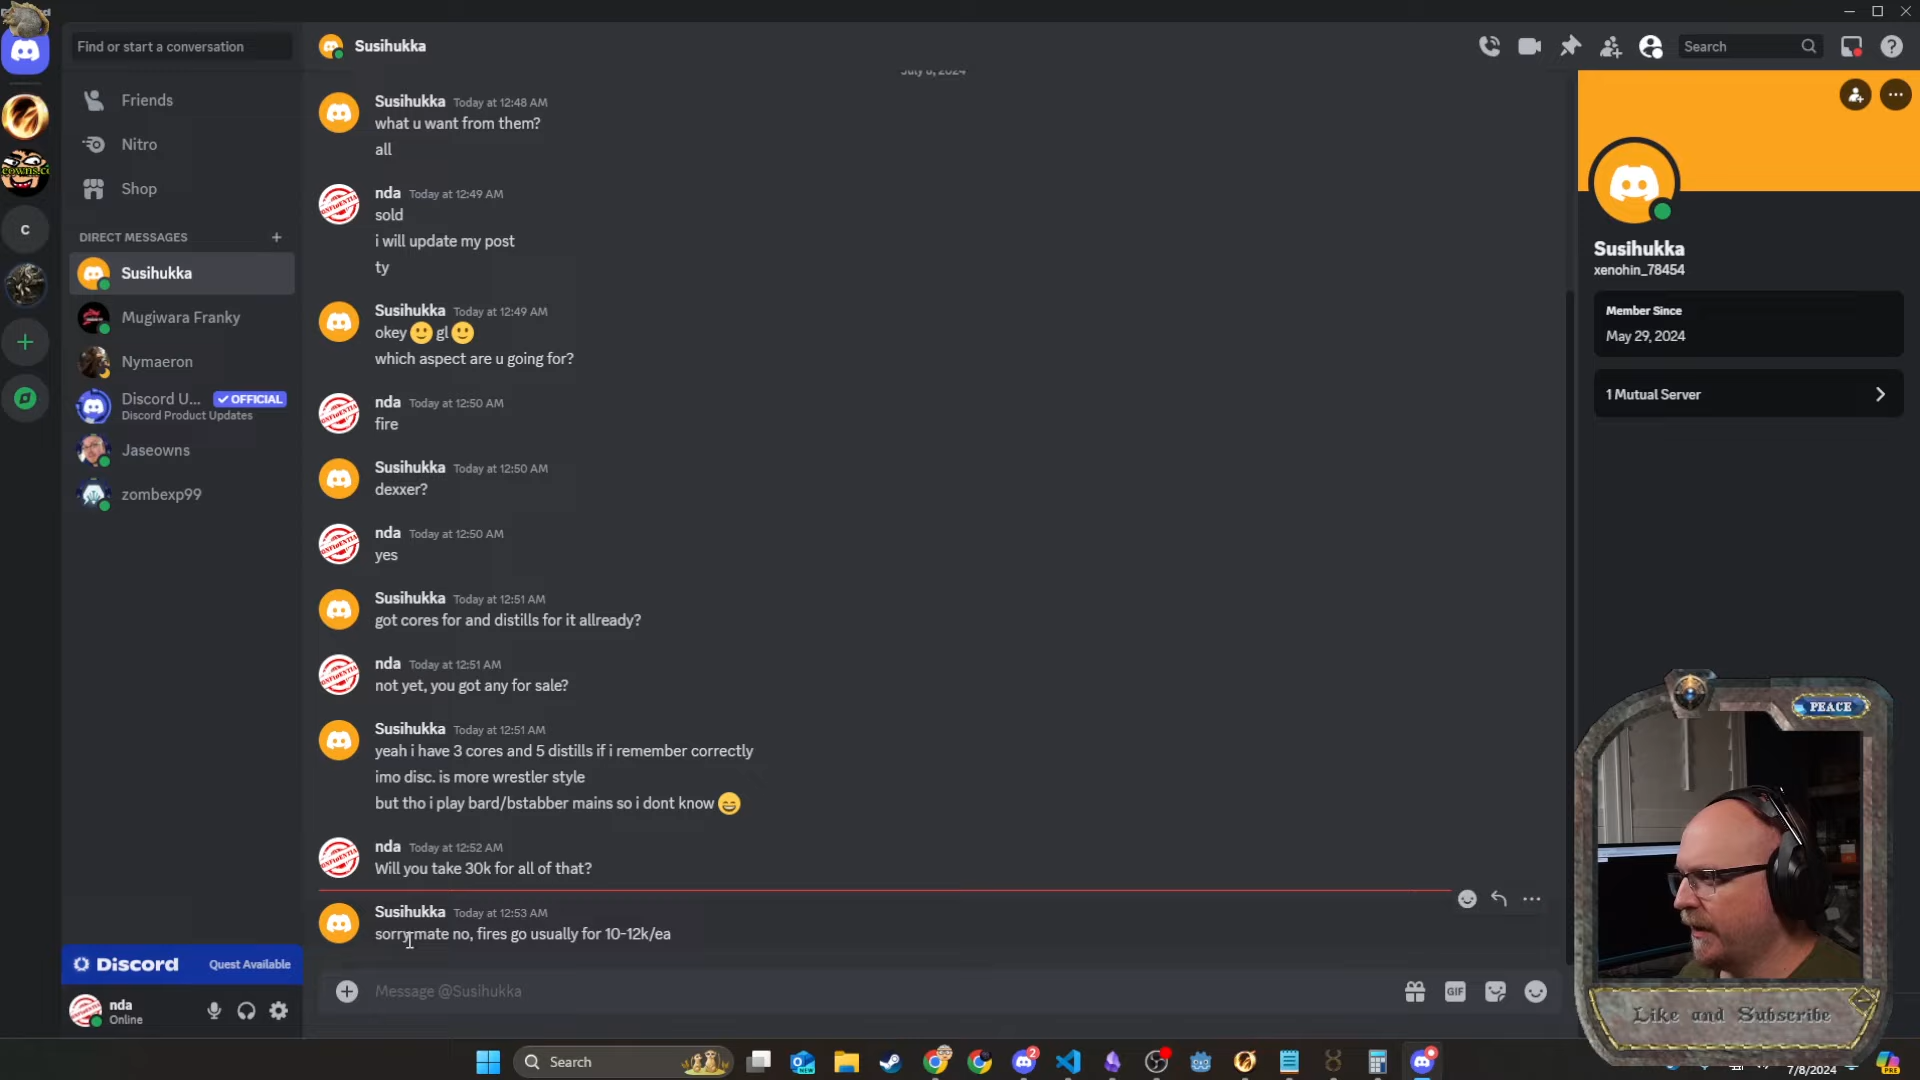 Find or start a conversation
Susihukka
Search
Friends
Nitro
Shop
DIRECT MESSAGES
Susihukka
Mugiwara Franky
Nymaeron
Discord U... OFFICIAL
Discord Product Updates
Jaseowns
zombexp99
Discord Quest Available
nda
Online
July 8, 2024
Susihukka Today at 12:48 AM
what u want from them?
all
nda Today at 12:49 AM
sold
i will update my post
ty
Susihukka Today at 12:49 AM
okey 🙂 gl 🙂
which aspect are u going for?
nda Today at 12:50 AM
fire
Susihukka Today at 12:50 AM
dexxer?
nda Today at 12:50 AM
yes
Susihukka Today at 12:51 AM
got cores for and distills for it allready?
nda Today at 12:51 AM
not yet, you got any for sale?
Susihukka Today at 12:51 AM
yeah i have 3 cores and 5 distills if i remember correctly
imo disc. is more wrestler style
but tho i play bard/bstabber mains so i dont know 😄
nda Today at 12:52 AM
Will you take 30k for all of that?
Susihukka Today at 12:53 AM
sorry mate no, fires go usually for 10-12k/ea
Message @Susihukka
GIF
Susihukka
xenohin_78454
Member Since
May 29, 2024
1 Mutual Server
PEACE
Like and Subscribe
Search
7/8/2024